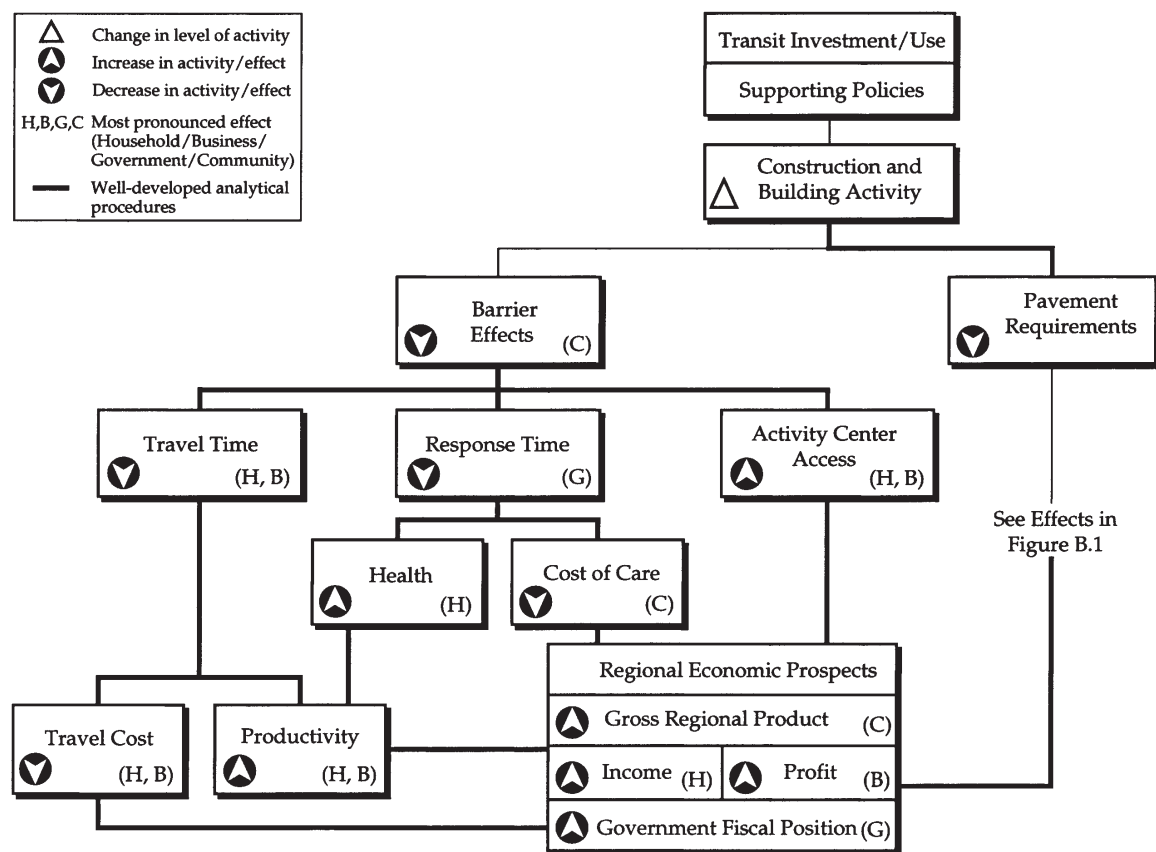 Change in level of activity
Increase in activity/effect
Decrease in activity/effect
H,B,G,C Most pronounced effect
(Household/Business/
Government/Community)
Well-developed analytical
procedures
Transit Investment/Use
Supporting Policies
Construction and
Building Activity
Barrier
Effects
(C)
Pavement
Requirements
Travel Time
(H, B)
Response Time
(G)
Activity Center
Access
(H, B)
See Effects in
Figure B.1
Health
(H)
Cost of Care
(C)
Travel Cost
(H, B)
Productivity
(H, B)
Regional Economic Prospects
Gross Regional Product (C)
Income (H)
Profit (B)
Government Fiscal Position (G)